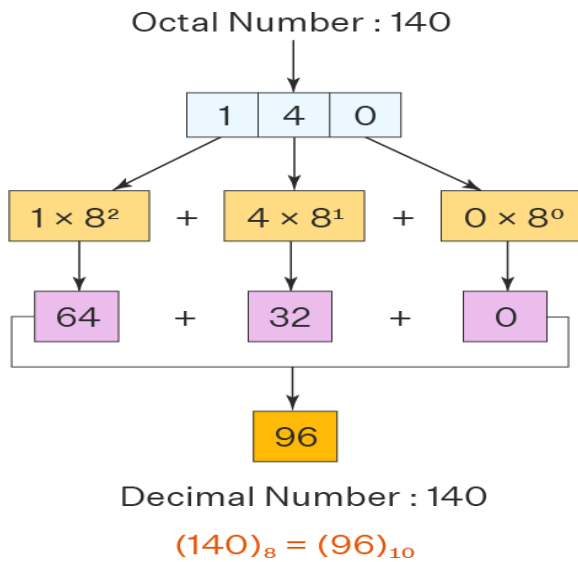 Octal Number : 140
1 4 0
1 × 8² + 4 × 8¹ + 0 × 8⁰
64 + 32 + 0
96
Decimal Number : 140
(140)₈ = (96)₁₀